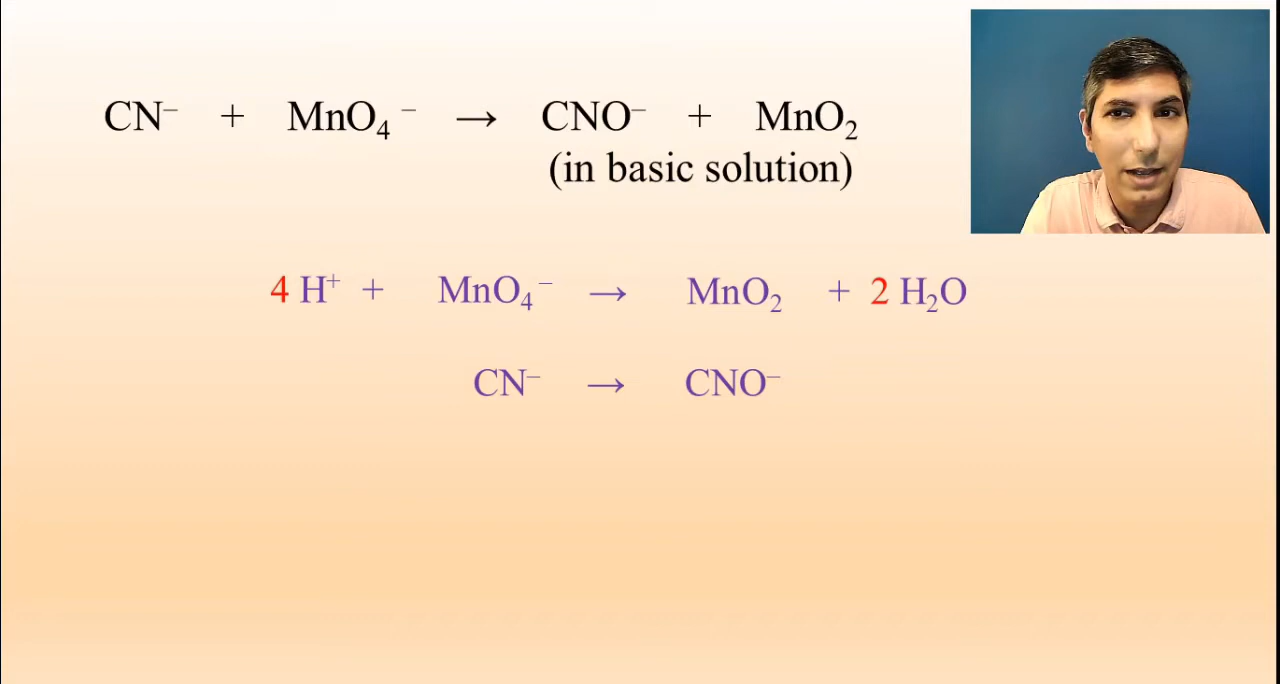 CN⁻ + MnO₄⁻ → CNO⁻ + MnO₂
(in basic solution)
4 H⁺ + MnO₄⁻ → MnO₂ + 2 H₂O
CN⁻ → CNO⁻